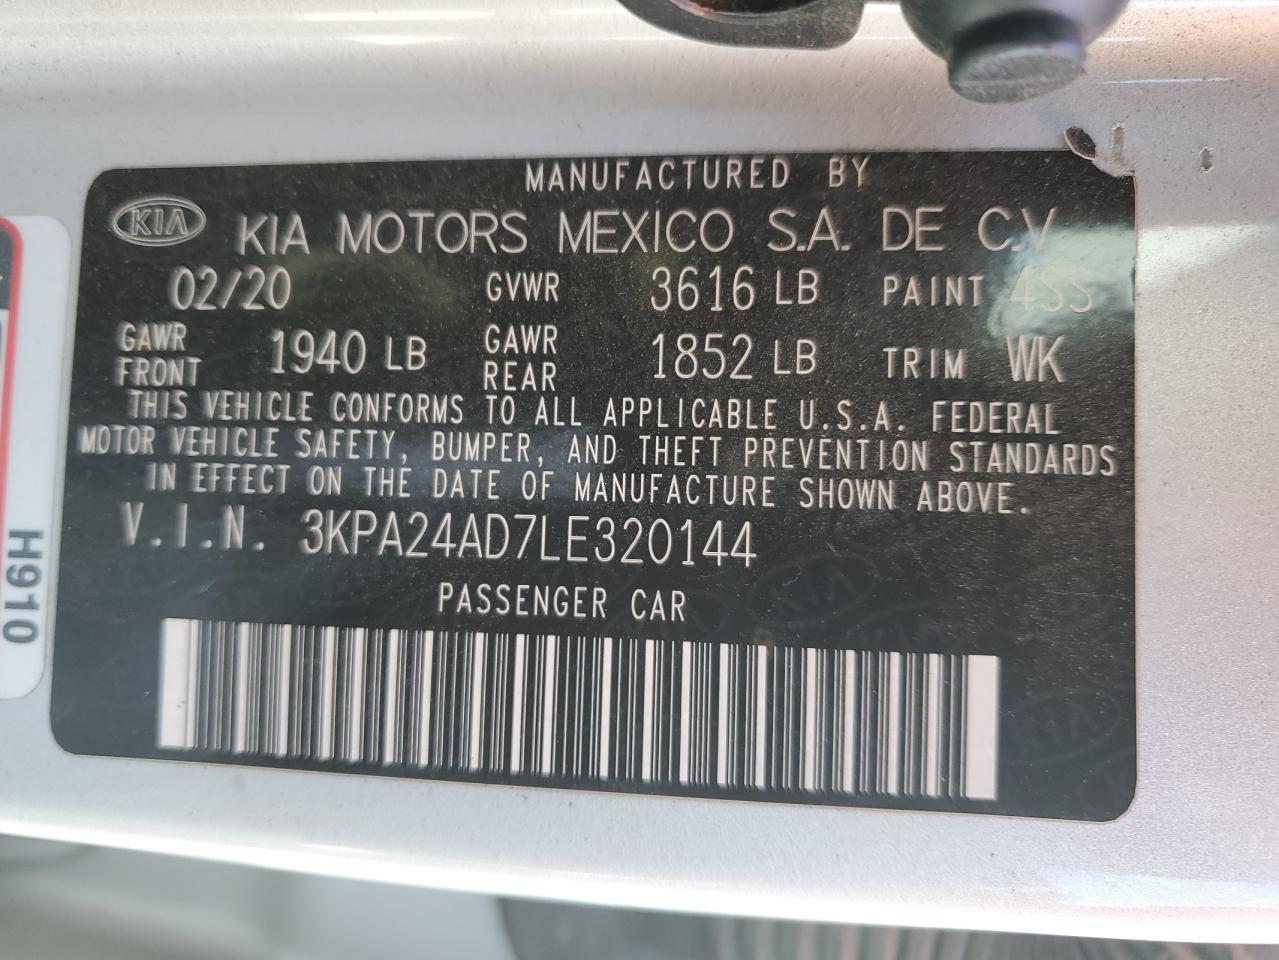 MANUFACTURED BY
KIA KIA MOTORS MEXICO S.A. DE C.V
02/20 GVWR 3616 LB PAINT 4SS
GAWR FRONT 1940 LB GAWR REAR 1852 LB TRIM WK
THIS VEHICLE CONFORMS TO ALL APPLICABLE U.S.A. FEDERAL
MOTOR VEHICLE SAFETY, BUMPER, AND THEFT PREVENTION STANDARDS
IN EFFECT ON THE DATE OF MANUFACTURE SHOWN ABOVE.
V.I.N. 3KPA24AD7LE320144
PASSENGER CAR
H910